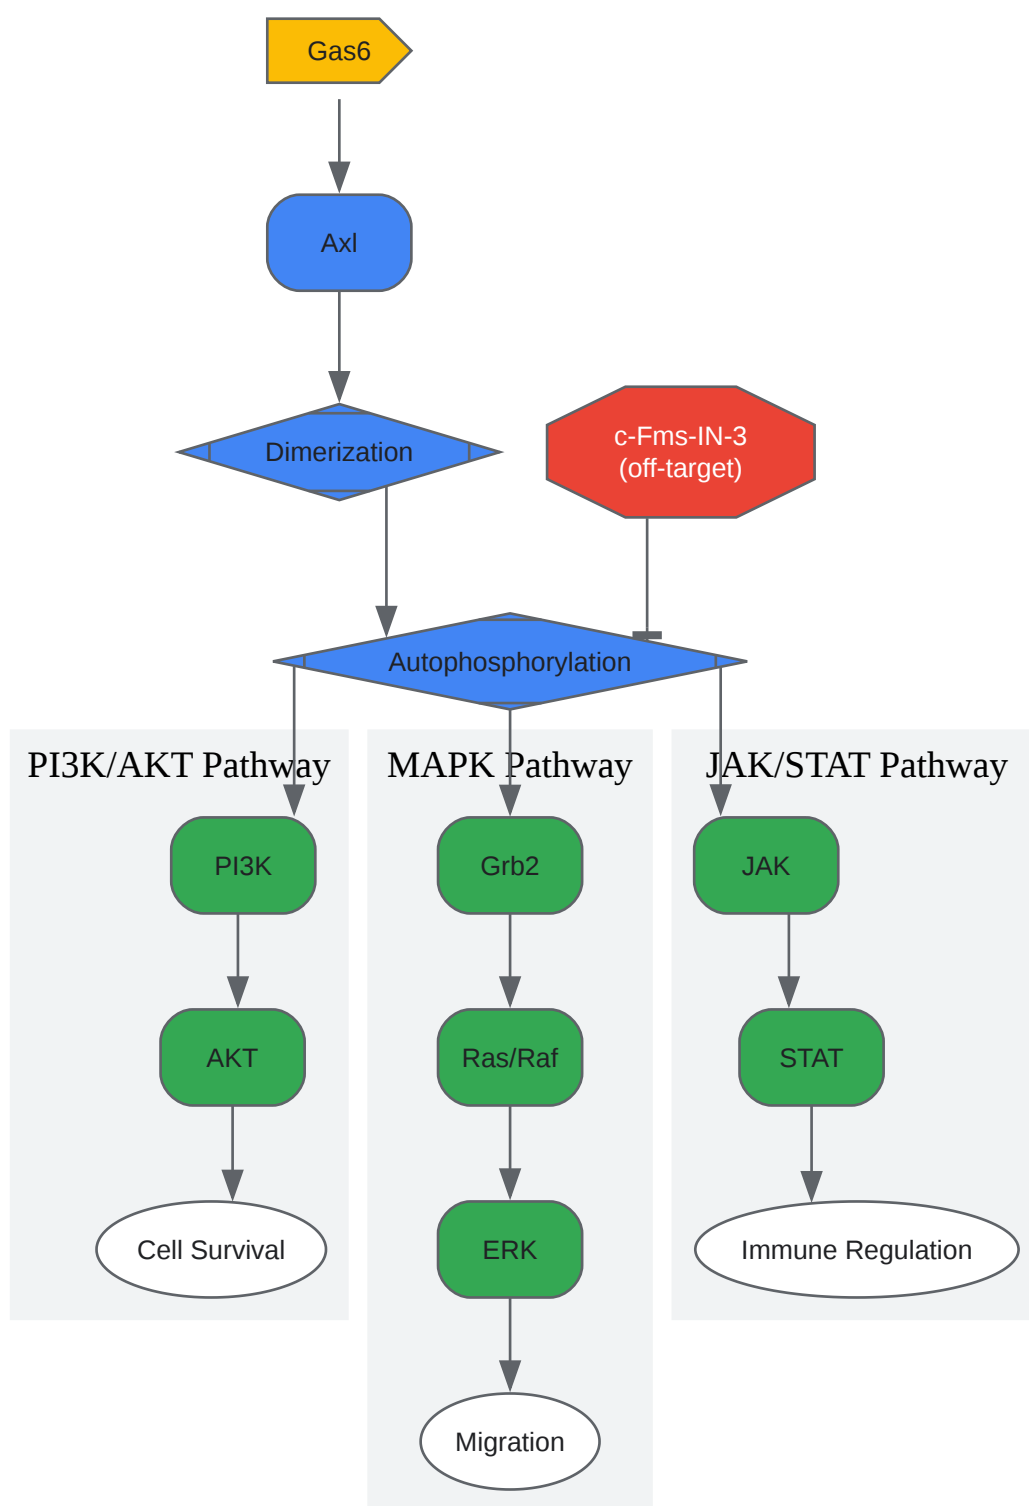 Gas6
Axl
Dimerization
c-Fms-IN-3
(off-target)
Autophosphorylation
PI3K/AKT Pathway
MAPK Pathway
JAK/STAT Pathway
PI3K
Grb2
JAK
AKT
Ras/Raf
STAT
Cell Survival
ERK
Immune Regulation
Migration